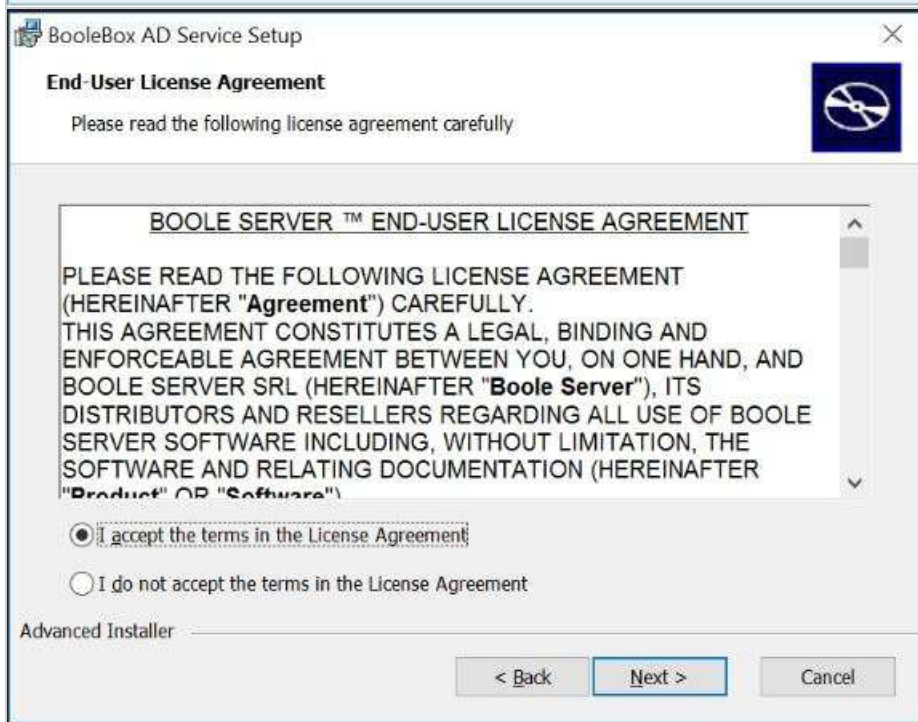 BooleBox AD Service Setup
End-User License Agreement
Please read the following license agreement carefully
BOOLE SERVER ™ END-USER LICENSE AGREEMENT
PLEASE READ THE FOLLOWING LICENSE AGREEMENT
(HEREINAFTER "Agreement") CAREFULLY.
THIS AGREEMENT CONSTITUTES A LEGAL, BINDING AND
ENFORCEABLE AGREEMENT BETWEEN YOU, ON ONE HAND, AND
BOOLE SERVER SRL (HEREINAFTER "Boole Server"), ITS
DISTRIBUTORS AND RESELLERS REGARDING ALL USE OF BOOLE
SERVER SOFTWARE INCLUDING, WITHOUT LIMITATION, THE
SOFTWARE AND RELATING DOCUMENTATION (HEREINAFTER
"Product" OR "Software")
I accept the terms in the License Agreement
I do not accept the terms in the License Agreement
Advanced Installer
< Back
Next >
Cancel